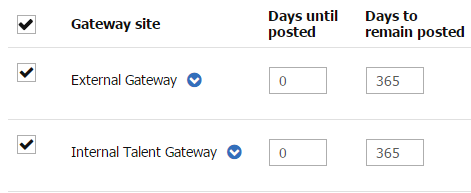 Gateway site Days until posted Days to remain posted
External Gateway 0 365
Internal Talent Gateway 0 365